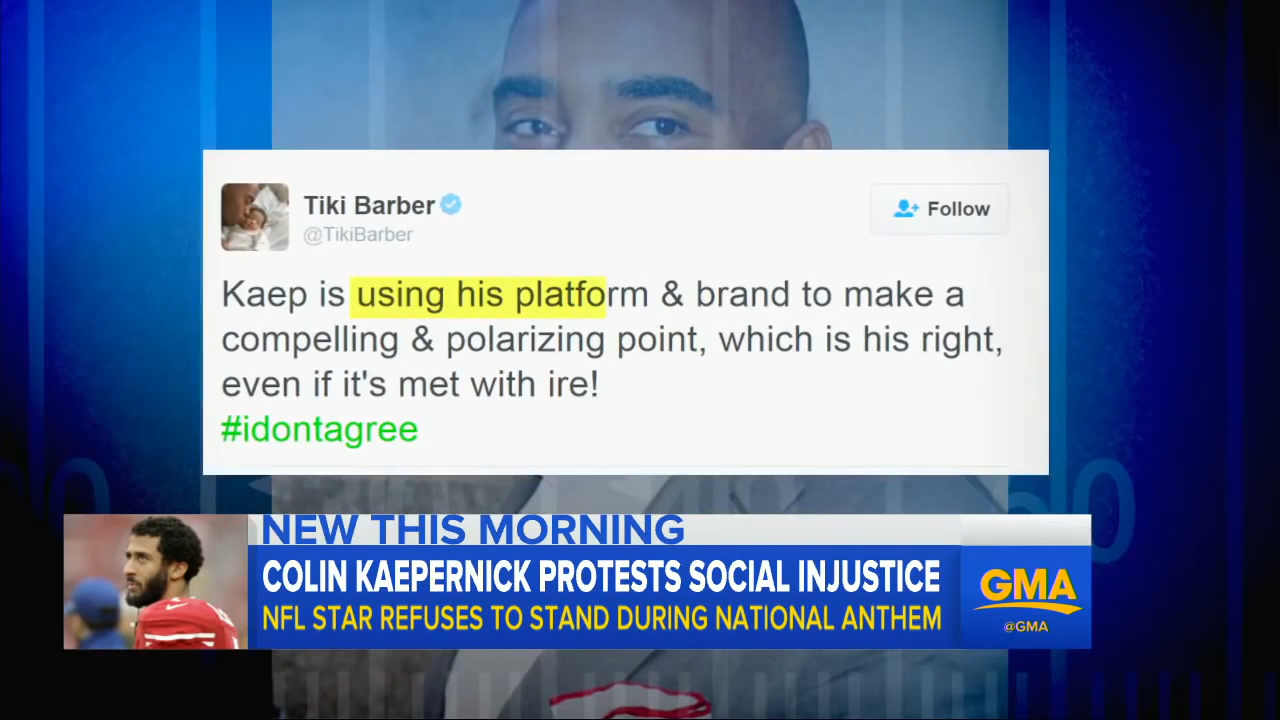 Tiki Barber
@TikiBarber
Follow
Kaep is using his platform & brand to make a
compelling & polarizing point, which is his right,
even if it's met with ire!
#idontagree
NEW THIS MORNING
COLIN KAEPERNICK PROTESTS SOCIAL INJUSTICE
NFL STAR REFUSES TO STAND DURING NATIONAL ANTHEM
GMA
@GMA